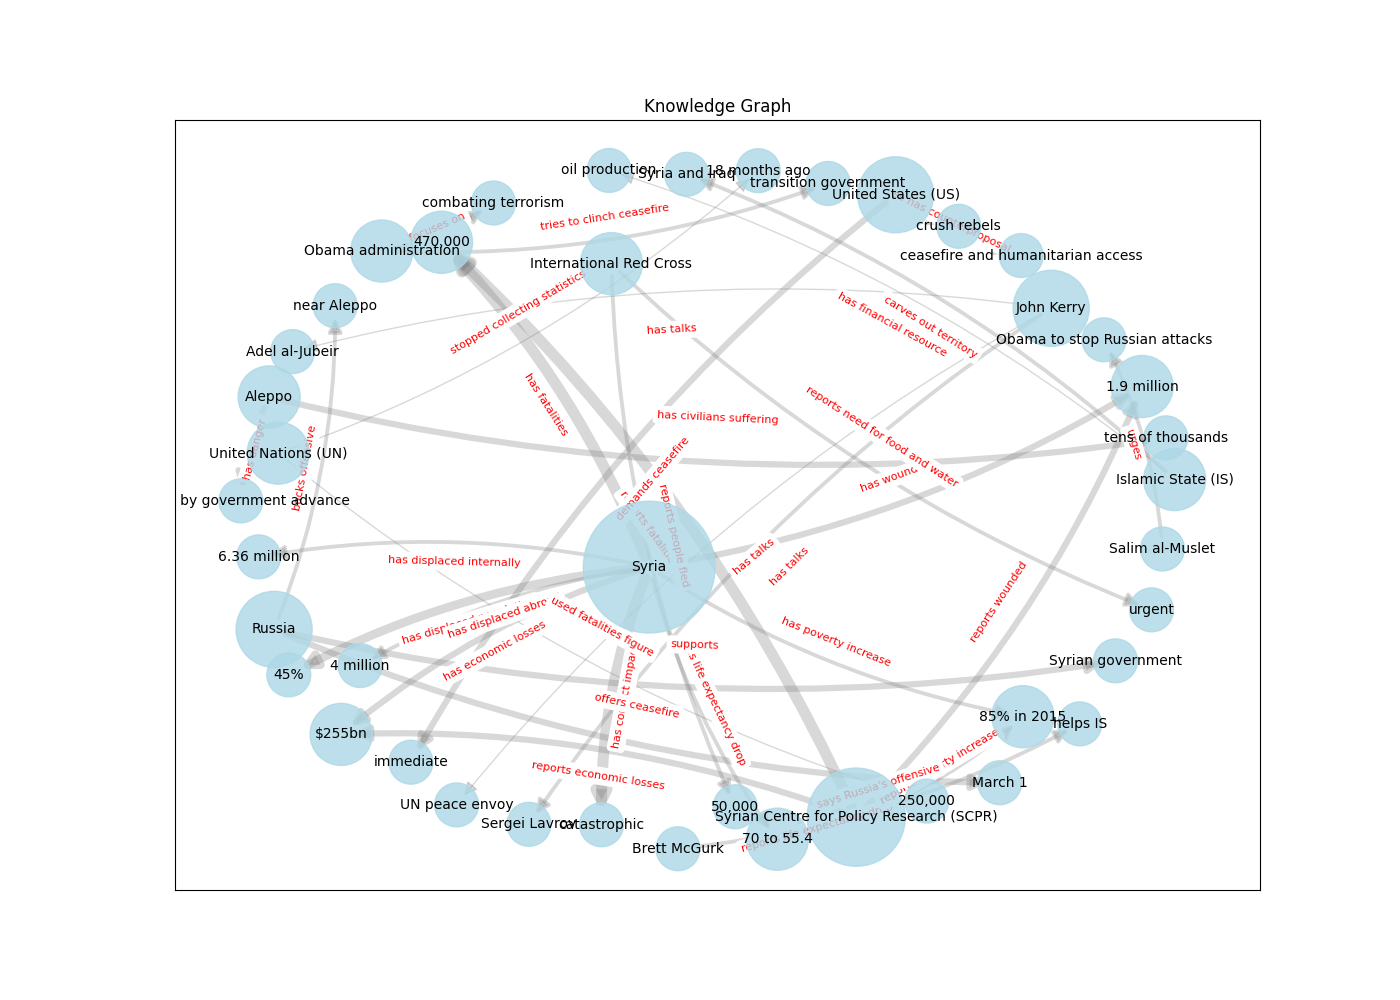 Knowledge Graph
oil production
Syria and Iraq
18 months ago
transition government
United States (US)
combating terrorism
tries to clinch ceasefire
has counterproposal
crush rebels
focuses on
470,000
Obama administration
International Red Cross
ceasefire and humanitarian access
near Aleppo
stopped collecting statistics
John Kerry
carves out territory
has financial resource
has talks
Obama to stop Russian attacks
Adel al-Jubeir
1.9 million
Aleppo
has fatalities
has civilians suffering
reports need for food and water
tens of thousands
urges
United Nations (UN)
backs offensive
demands ceasefire
Islamic State (IS)
by government advance
reports people fled
Salim al-Muslet
6.36 million
has displaced internally
Syria
has talks
has talks
urgent
reports wounded
Russia
has displaced
used fatalities figure
has economic losses
supports
has poverty increase
Syrian government
45%
4 million
offers ceasefire
$255bn
85% in 2015
helps IS
immediate
reports economic losses
says Russia's offensive
March 1
UN peace envoy
50,000
250,000
Sergei Lavrov
catastrophic
Syrian Centre for Policy Research (SCPR)
Brett McGurk
70 to 55.4